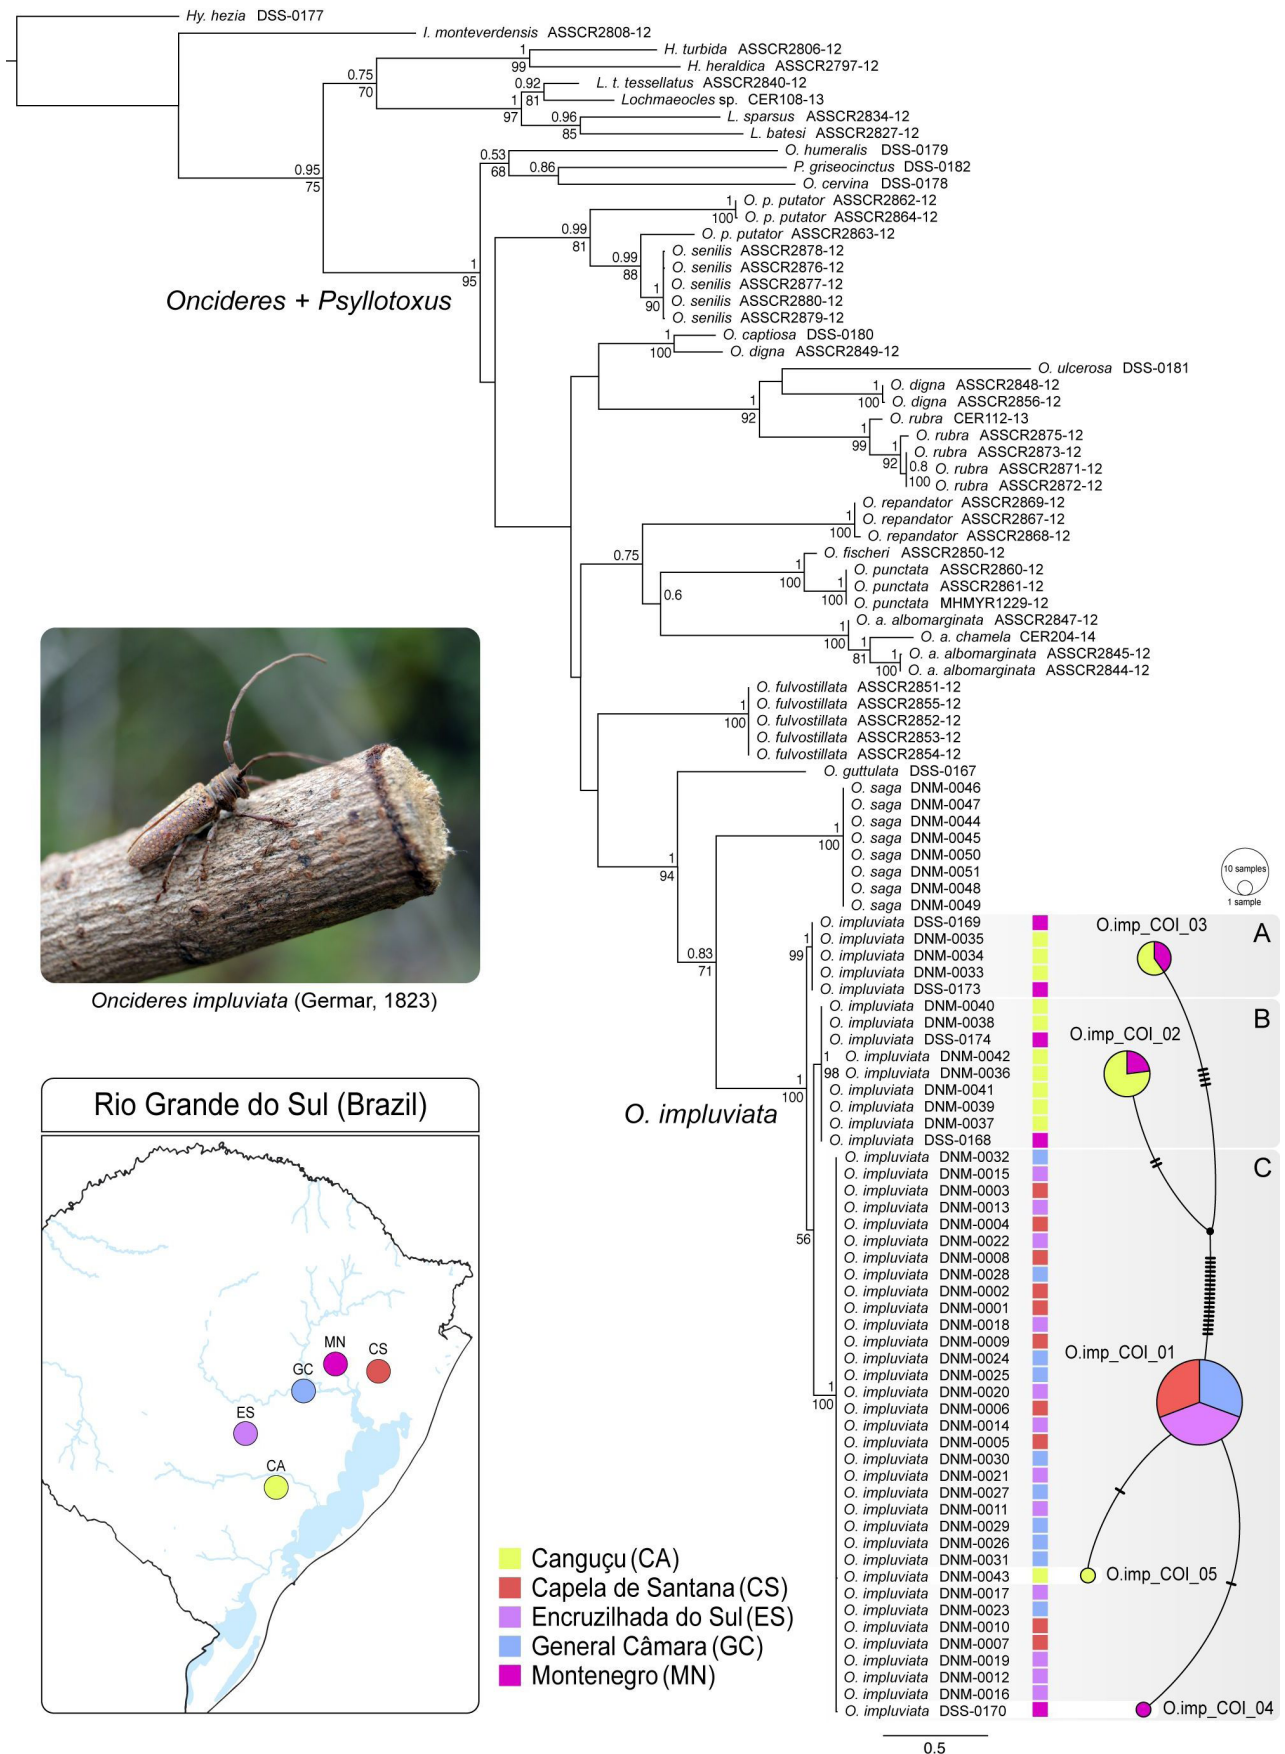 Hy. hezia DSS-0177
I. monteverdensis ASSCR2808-12
1
H. turbida ASSCR2806-12
99
H. heraldica ASSCR2797-12
0.75
70
0.92
L. t. tessellatus ASSCR2840-12
1
81
Lochmaeocles sp. CER108-13
97
0.96
L. sparsus ASSCR2834-12
85
L. batesi ASSCR2827-12
0.95
75
0.53
O. humeralis DSS-0179
68
0.86
P. griseocinctus DSS-0182
O. cervina DSS-0178
1
O. p. putator ASSCR2862-12
100
O. p. putator ASSCR2864-12
0.99
81
O. p. putator ASSCR2863-12
0.99
88
O. senilis ASSCR2878-12
O. senilis ASSCR2876-12
1
O. senilis ASSCR2877-12
90
O. senilis ASSCR2880-12
O. senilis ASSCR2879-12
1
95
Oncideres + Psyllotoxus
1
O. captiosa DSS-0180
100
O. digna ASSCR2849-12
O. ulcerosa DSS-0181
1
O. digna ASSCR2848-12
100
O. digna ASSCR2856-12
1
92
O. rubra CER112-13
1
99
O. rubra ASSCR2875-12
1
92
O. rubra ASSCR2873-12
0.8
O. rubra ASSCR2871-12
100
O. rubra ASSCR2872-12
O. repandator ASSCR2869-12
1
O. repandator ASSCR2867-12
100
O. repandator ASSCR2868-12
0.75
O. fischeri ASSCR2850-12
1
100
O. punctata ASSCR2860-12
1
O. punctata ASSCR2861-12
100
O. punctata MHMYR1229-12
0.6
O. a. albomarginata ASSCR2847-12
1
100
O. a. chamela CER204-14
1
81
1
O. a. albomarginata ASSCR2845-12
100
O. a. albomarginata ASSCR2844-12
O. fulvostillata ASSCR2851-12
1
O. fulvostillata ASSCR2855-12
100
O. fulvostillata ASSCR2852-12
O. fulvostillata ASSCR2853-12
O. fulvostillata ASSCR2854-12
O. guttulata DSS-0167
O. saga DNM-0046
O. saga DNM-0047
O. saga DNM-0044
1
O. saga DNM-0045
100
O. saga DNM-0050
O. saga DNM-0051
O. saga DNM-0048
O. saga DNM-0049
1
94
10 samples
1 sample
Oncideres impluviata (Germar, 1823)
0.83
71
O. impluviata DSS-0169
1
O. impluviata DNM-0035
99
O. impluviata DNM-0034
O. impluviata DNM-0033
O. impluviata DSS-0173
O.imp_COI_03
A
O. impluviata DNM-0040
O. impluviata DNM-0038
O. impluviata DSS-0174
1
O. impluviata DNM-0042
98
O. impluviata DNM-0036
O. impluviata DNM-0041
O. impluviata DNM-0039
O. impluviata DNM-0037
O. impluviata DSS-0168
O.imp_COI_02
B
1
100
O. impluviata
56
O. impluviata DNM-0032
O. impluviata DNM-0015
O. impluviata DNM-0003
O. impluviata DNM-0013
O. impluviata DNM-0004
O. impluviata DNM-0022
O. impluviata DNM-0008
O. impluviata DNM-0028
O. impluviata DNM-0002
O. impluviata DNM-0001
O. impluviata DNM-0018
O. impluviata DNM-0009
O. impluviata DNM-0024
O. impluviata DNM-0025
1
O. impluviata DNM-0020
100
O. impluviata DNM-0006
O. impluviata DNM-0014
O. impluviata DNM-0005
O. impluviata DNM-0030
O. impluviata DNM-0021
O. impluviata DNM-0027
O. impluviata DNM-0011
O. impluviata DNM-0029
O. impluviata DNM-0026
O. impluviata DNM-0031
O. impluviata DNM-0043
O. impluviata DNM-0017
O. impluviata DNM-0023
O. impluviata DNM-0010
O. impluviata DNM-0007
O. impluviata DNM-0019
O. impluviata DNM-0012
O. impluviata DNM-0016
O. impluviata DSS-0170
C
O.imp_COI_01
O.imp_COI_05
O.imp_COI_04
0.5
Rio Grande do Sul (Brazil)
MN
CS
GC
ES
CA
Canguçu (CA)
Capela de Santana (CS)
Encruzilhada do Sul (ES)
General Câmara (GC)
Montenegro (MN)